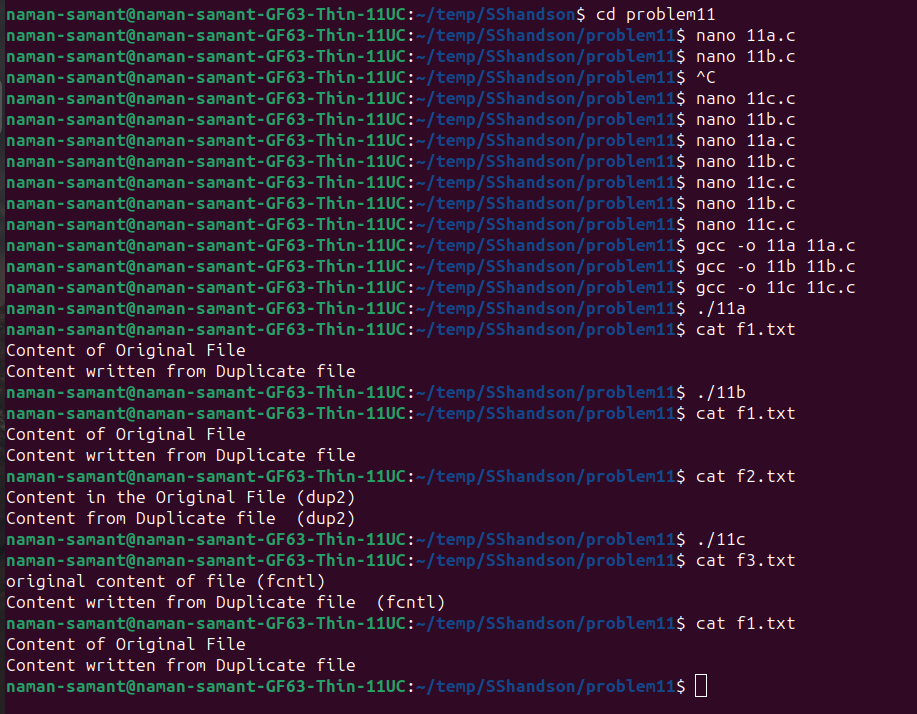 naman-samant@naman-samant-GF63-Thin-11UC:~/temp/SShandson$ cd problem11
naman-samant@naman-samant-GF63-Thin-11UC:~/temp/SShandson/problem11$ nano 11a.c
naman-samant@naman-samant-GF63-Thin-11UC:~/temp/SShandson/problem11$ nano 11b.c
naman-samant@naman-samant-GF63-Thin-11UC:~/temp/SShandson/problem11$ ^C
naman-samant@naman-samant-GF63-Thin-11UC:~/temp/SShandson/problem11$ nano 11c.c
naman-samant@naman-samant-GF63-Thin-11UC:~/temp/SShandson/problem11$ nano 11b.c
naman-samant@naman-samant-GF63-Thin-11UC:~/temp/SShandson/problem11$ nano 11a.c
naman-samant@naman-samant-GF63-Thin-11UC:~/temp/SShandson/problem11$ nano 11b.c
naman-samant@naman-samant-GF63-Thin-11UC:~/temp/SShandson/problem11$ nano 11c.c
naman-samant@naman-samant-GF63-Thin-11UC:~/temp/SShandson/problem11$ nano 11b.c
naman-samant@naman-samant-GF63-Thin-11UC:~/temp/SShandson/problem11$ nano 11c.c
naman-samant@naman-samant-GF63-Thin-11UC:~/temp/SShandson/problem11$ gcc -o 11a 11a.c
naman-samant@naman-samant-GF63-Thin-11UC:~/temp/SShandson/problem11$ gcc -o 11b 11b.c
naman-samant@naman-samant-GF63-Thin-11UC:~/temp/SShandson/problem11$ gcc -o 11c 11c.c
naman-samant@naman-samant-GF63-Thin-11UC:~/temp/SShandson/problem11$ ./11a
naman-samant@naman-samant-GF63-Thin-11UC:~/temp/SShandson/problem11$ cat f1.txt
Content of Original File
Content written from Duplicate file
naman-samant@naman-samant-GF63-Thin-11UC:~/temp/SShandson/problem11$ ./11b
naman-samant@naman-samant-GF63-Thin-11UC:~/temp/SShandson/problem11$ cat f1.txt
Content of Original File
Content written from Duplicate file
naman-samant@naman-samant-GF63-Thin-11UC:~/temp/SShandson/problem11$ cat f2.txt
Content in the Original File (dup2)
Content from Duplicate file  (dup2)
naman-samant@naman-samant-GF63-Thin-11UC:~/temp/SShandson/problem11$ ./11c
naman-samant@naman-samant-GF63-Thin-11UC:~/temp/SShandson/problem11$ cat f3.txt
original content of file (fcntl)
Content written from Duplicate file  (fcntl)
naman-samant@naman-samant-GF63-Thin-11UC:~/temp/SShandson/problem11$ cat f1.txt
Content of Original File
Content written from Duplicate file
naman-samant@naman-samant-GF63-Thin-11UC:~/temp/SShandson/problem11$